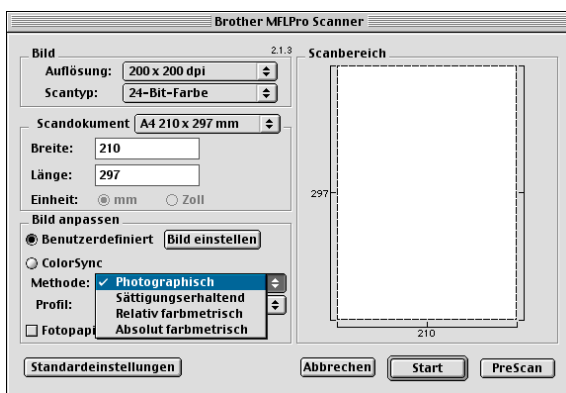 Brother MFLPro Scanner
Bild
2.1.3
Auflösung: 200 x 200 dpi
Scantyp: 24-Bit-Farbe
Scandokument A4 210 x 297 mm
Breite: 210
Länge: 297
Einheit: mm Zoll
Bild anpassen
Benutzerdefiniert Bild einstellen
ColorSync
Methode: ✓ Photographisch
Sättigungserhaltend
Relativ farbmetrisch
Absolut farbmetrisch
Profil:
Fotopapi
Scanbereich
297
210
Standardeinstellungen
Abbrechen Start PreScan